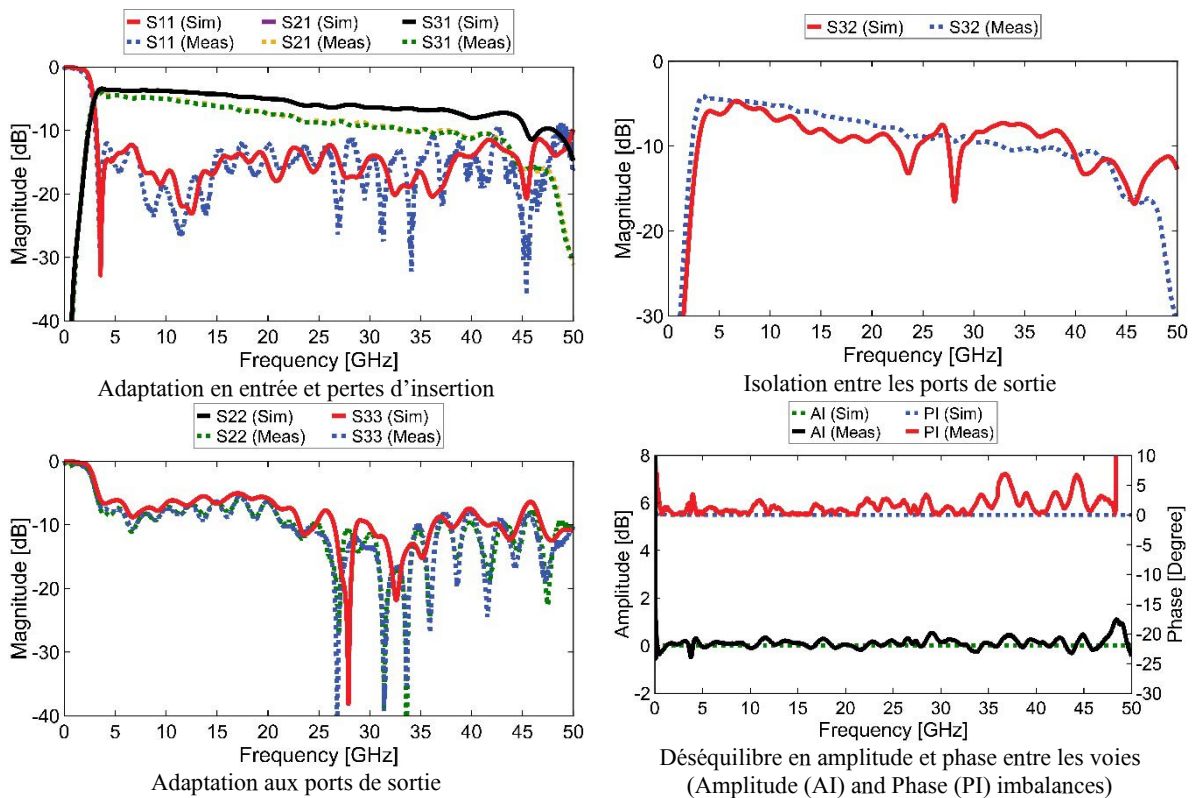 S11 (Sim) S21 (Sim) S31 (Sim)
S11 (Meas) S21 (Meas) S31 (Meas)
0
-10
-20
-30
-40
Magnitude [dB]
0 5 10 15 20 25 30 35 40 45 50
Frequency [GHz]
Adaptation en entrée et pertes d'insertion
S32 (Sim) S32 (Meas)
0
-10
-20
-30
Magnitude [dB]
0 5 10 15 20 25 30 35 40 45 50
Frequency [GHz]
Isolation entre les ports de sortie
S22 (Sim) S33 (Sim)
S22 (Meas) S33 (Meas)
0
-10
-20
-30
-40
Magnitude [dB]
0 5 10 15 20 25 30 35 40 45 50
Frequency [GHz]
Adaptation aux ports de sortie
AI (Sim) PI (Sim)
AI (Meas) PI (Meas)
8
6
4
2
0
-2
Amplitude [dB]
10
5
0
-5
-10
-15
-20
-25
-30
Phase [Degree]
0 5 10 15 20 25 30 35 40 45 50
Frequency [GHz]
Déséquilibre en amplitude et phase entre les voies
(Amplitude (AI) and Phase (PI) imbalances)